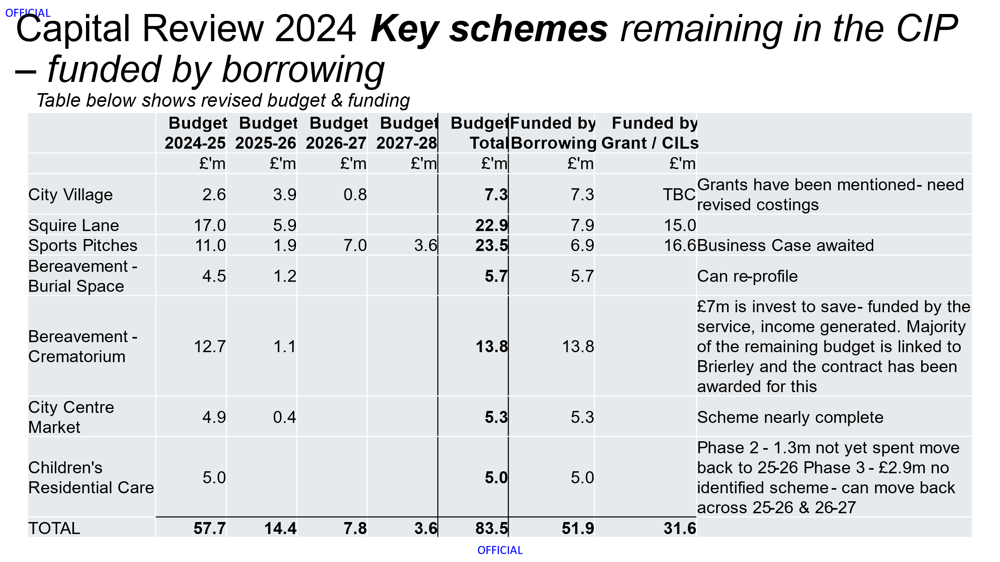 OFFICIAL
Capital Review 2024 Key schemes remaining in the CIP
– funded by borrowing
Table below shows revised budget & funding
Budget Budget Budget Budget Budget Funded by Funded by
2024-25 2025-26 2026-27 2027-28 Total Borrowing Grant / CILs
£'m £'m £'m £'m £'m £'m £'m
City Village 2.6 3.9 0.8 7.3 7.3 TBC Grants have been mentioned- need
revised costings
Squire Lane 17.0 5.9 22.9 7.9 15.0
Sports Pitches 11.0 1.9 7.0 3.6 23.5 6.9 16.6 Business Case awaited
Bereavement -
Burial Space 4.5 1.2 5.7 5.7 Can re-profile
Bereavement -
Crematorium 12.7 1.1 13.8 13.8 £7m is invest to save- funded by the
service, income generated. Majority
of the remaining budget is linked to
Brierley and the contract has been
awarded for this
City Centre
Market 4.9 0.4 5.3 5.3 Scheme nearly complete
Children's
Residential Care 5.0 5.0 5.0 Phase 2 - 1.3m not yet spent move
back to 25-26 Phase 3 - £2.9m no
identified scheme- can move back
across 25-26 & 26-27
TOTAL 57.7 14.4 7.8 3.6 83.5 51.9 31.6
OFFICIAL